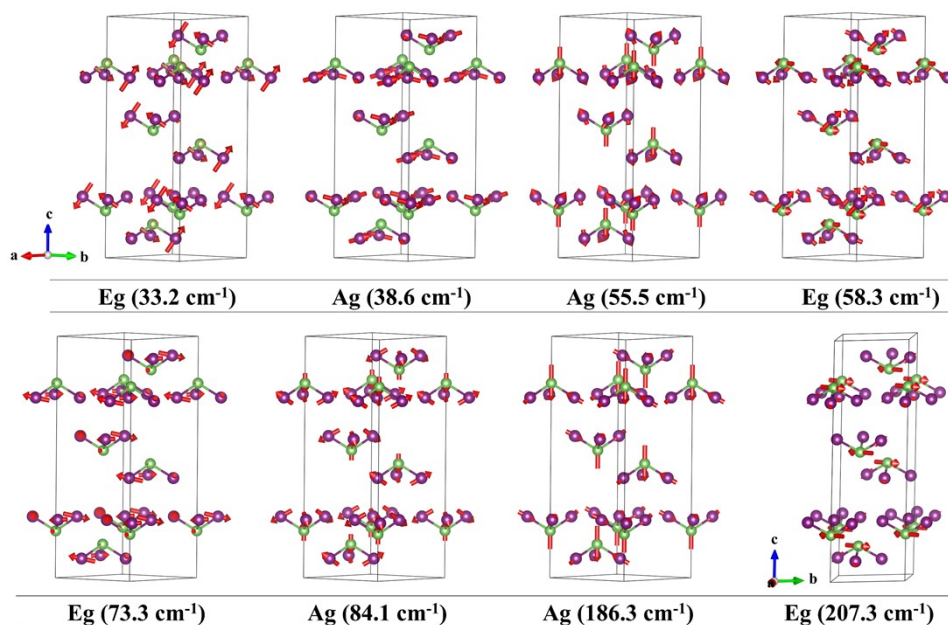 c
a b
Eg (33.2 cm⁻¹) Ag (38.6 cm⁻¹) Ag (55.5 cm⁻¹) Eg (58.3 cm⁻¹)
c
a b
Eg (73.3 cm⁻¹) Ag (84.1 cm⁻¹) Ag (186.3 cm⁻¹) Eg (207.3 cm⁻¹)